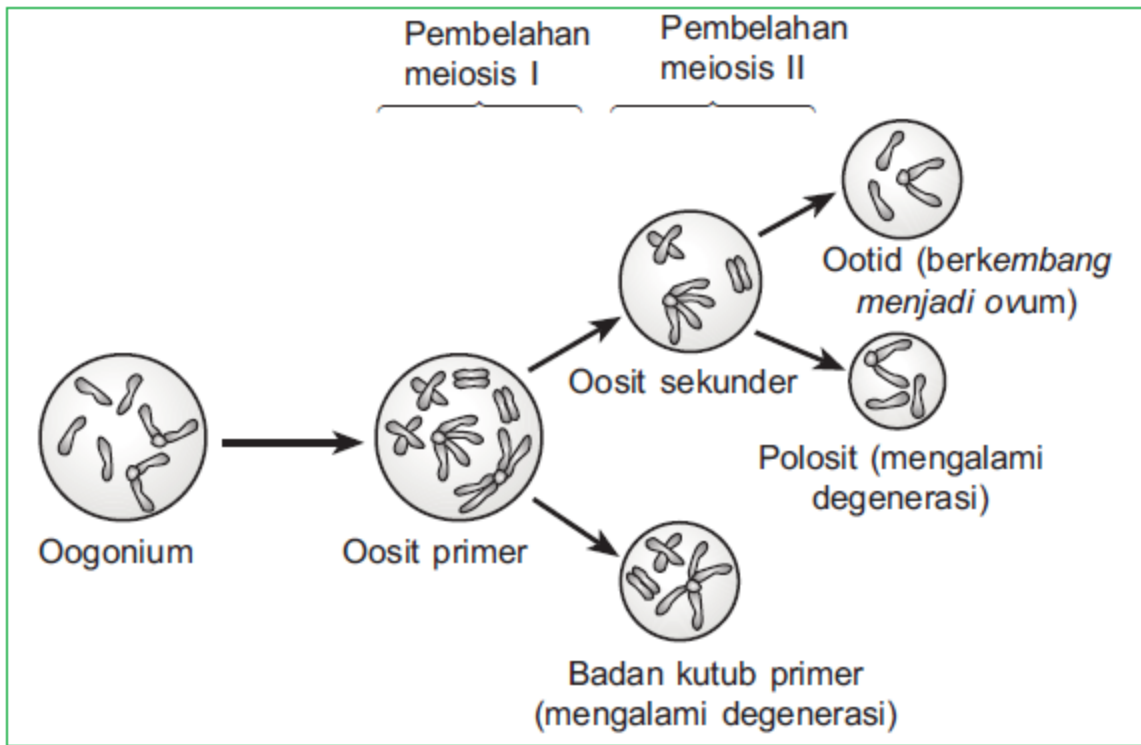 Pembelahan
meiosis I
Pembelahan
meiosis II
Ootid (berkembang
menjadi ovum)
Oosit sekunder
Polosit (mengalami
degenerasi)
Oogonium
Oosit primer
Badan kutub primer
(mengalami degenerasi)